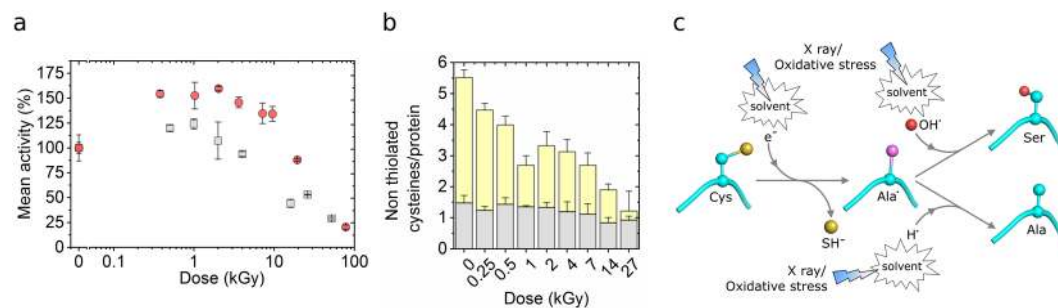 a
Mean activity (%)
175
150
125
100
75
50
25
0
0 0.1 1 10 100
Dose (kGy)
b
Non thiolated
cysteines/protein
6
5
4
3
2
1
0
0 0.25 0.5 1 2 4 7 14 27
Dose (kGy)
c
X ray/
Oxidative stress
solvent
e⁻
X ray/
Oxidative stress
solvent
OH·
Ser
Cys
Ala·
SH⁻
H·
Ala
X ray/
Oxidative stress
solvent